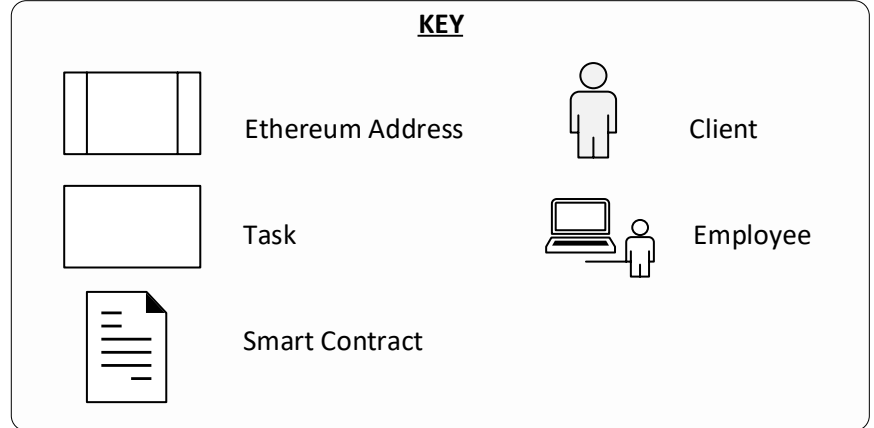 KEY
Ethereum Address
Client
Task
Employee
Smart Contract